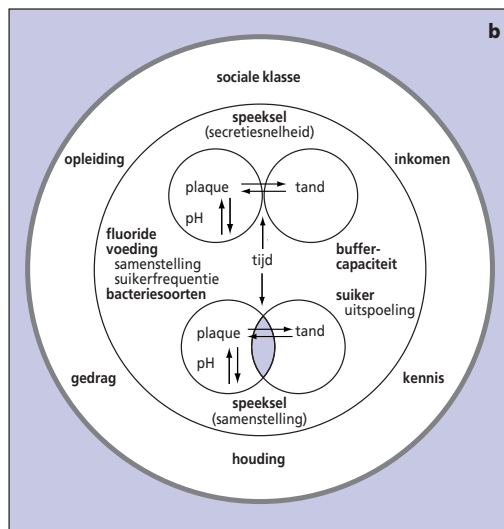 b
sociale klasse
speeksel
(secretiesnelheid)
opleiding
inkomen
plaque
tand
pH
fluoride
voeding
samenstelling
suikerfrequentie
bacteriesoorten
tijd
buffer-
capaciteit
suiker
uitspoeling
plaque
tand
pH
gedrag
kennis
speeksel
(samenstelling)
houding